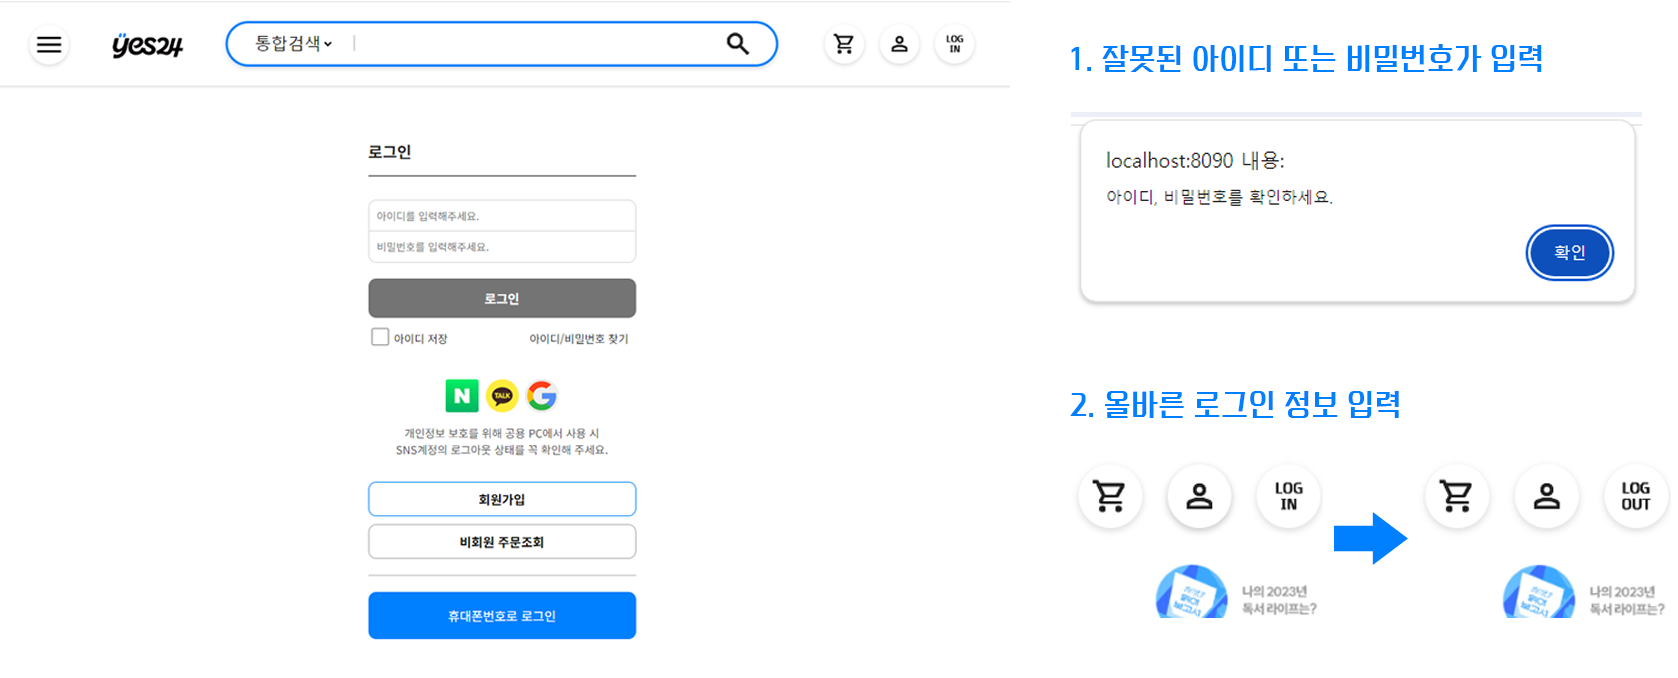 yes24
통합검색
LOG
IN
로그인
아이디를 입력해주세요.
비밀번호를 입력해주세요.
로그인
아이디 저장
아이디/비밀번호 찾기
N
TALK
G
개인정보 보호를 위해 공용 PC에서 사용 시
SNS계정의 로그아웃 상태를 꼭 확인해 주세요.
회원가입
비회원 주문조회
휴대폰번호로 로그인
1. 잘못된 아이디 또는 비밀번호가 입력
localhost:8090 내용:
아이디, 비밀번호를 확인하세요.
확인
2. 올바른 로그인 정보 입력
LOG
IN
LOG
OUT
나의 2023년
독서 라이프는?
나의 2023년
독서 라이프는?